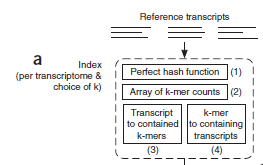 Reference transcripts
a
Index
(per transcriptome &
choice of k)
Perfect hash function (1)
Array of k-mer counts (2)
Transcript
to contained
k-mers
(3)
k-mer
to containing
transcripts
(4)